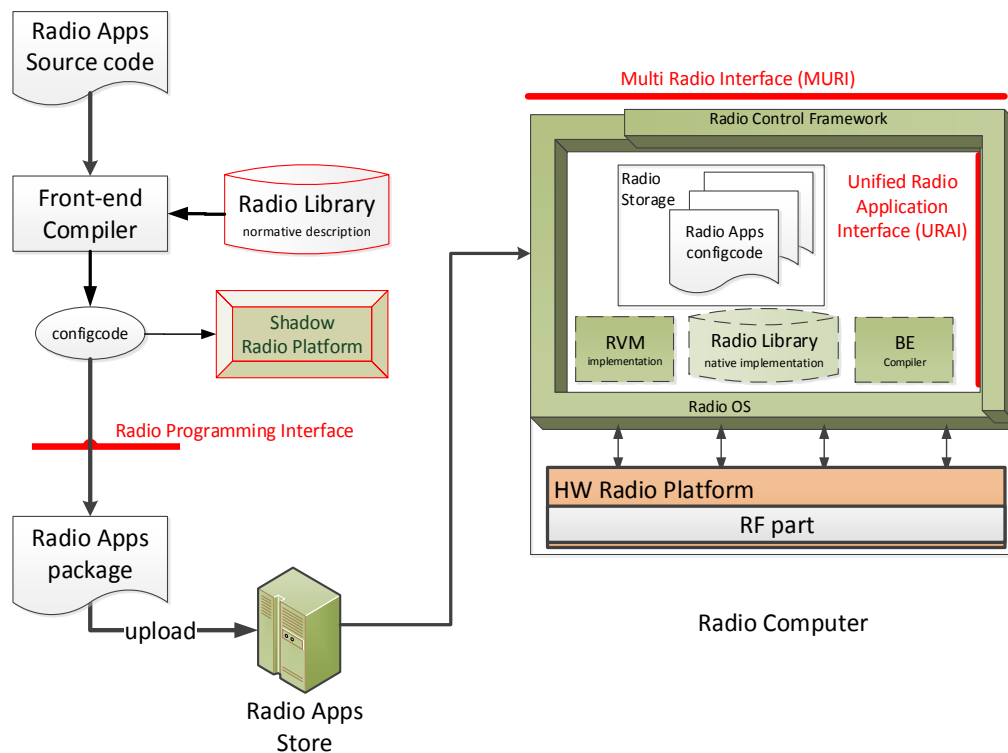 Radio Apps
Source code
Front-end
Compiler
Radio Library
normative description
configcode
Shadow
Radio Platform
Radio Programming Interface
Radio Apps
package
upload
Radio Apps
Store
Multi Radio Interface (MURI)
Radio Control Framework
Radio
Storage
Radio Apps
configcode
Unified Radio
Application
Interface (URAI)
RVM
implementation
Radio Library
native implementation
BE
Compiler
Radio OS
HW Radio Platform
RF part
Radio Computer